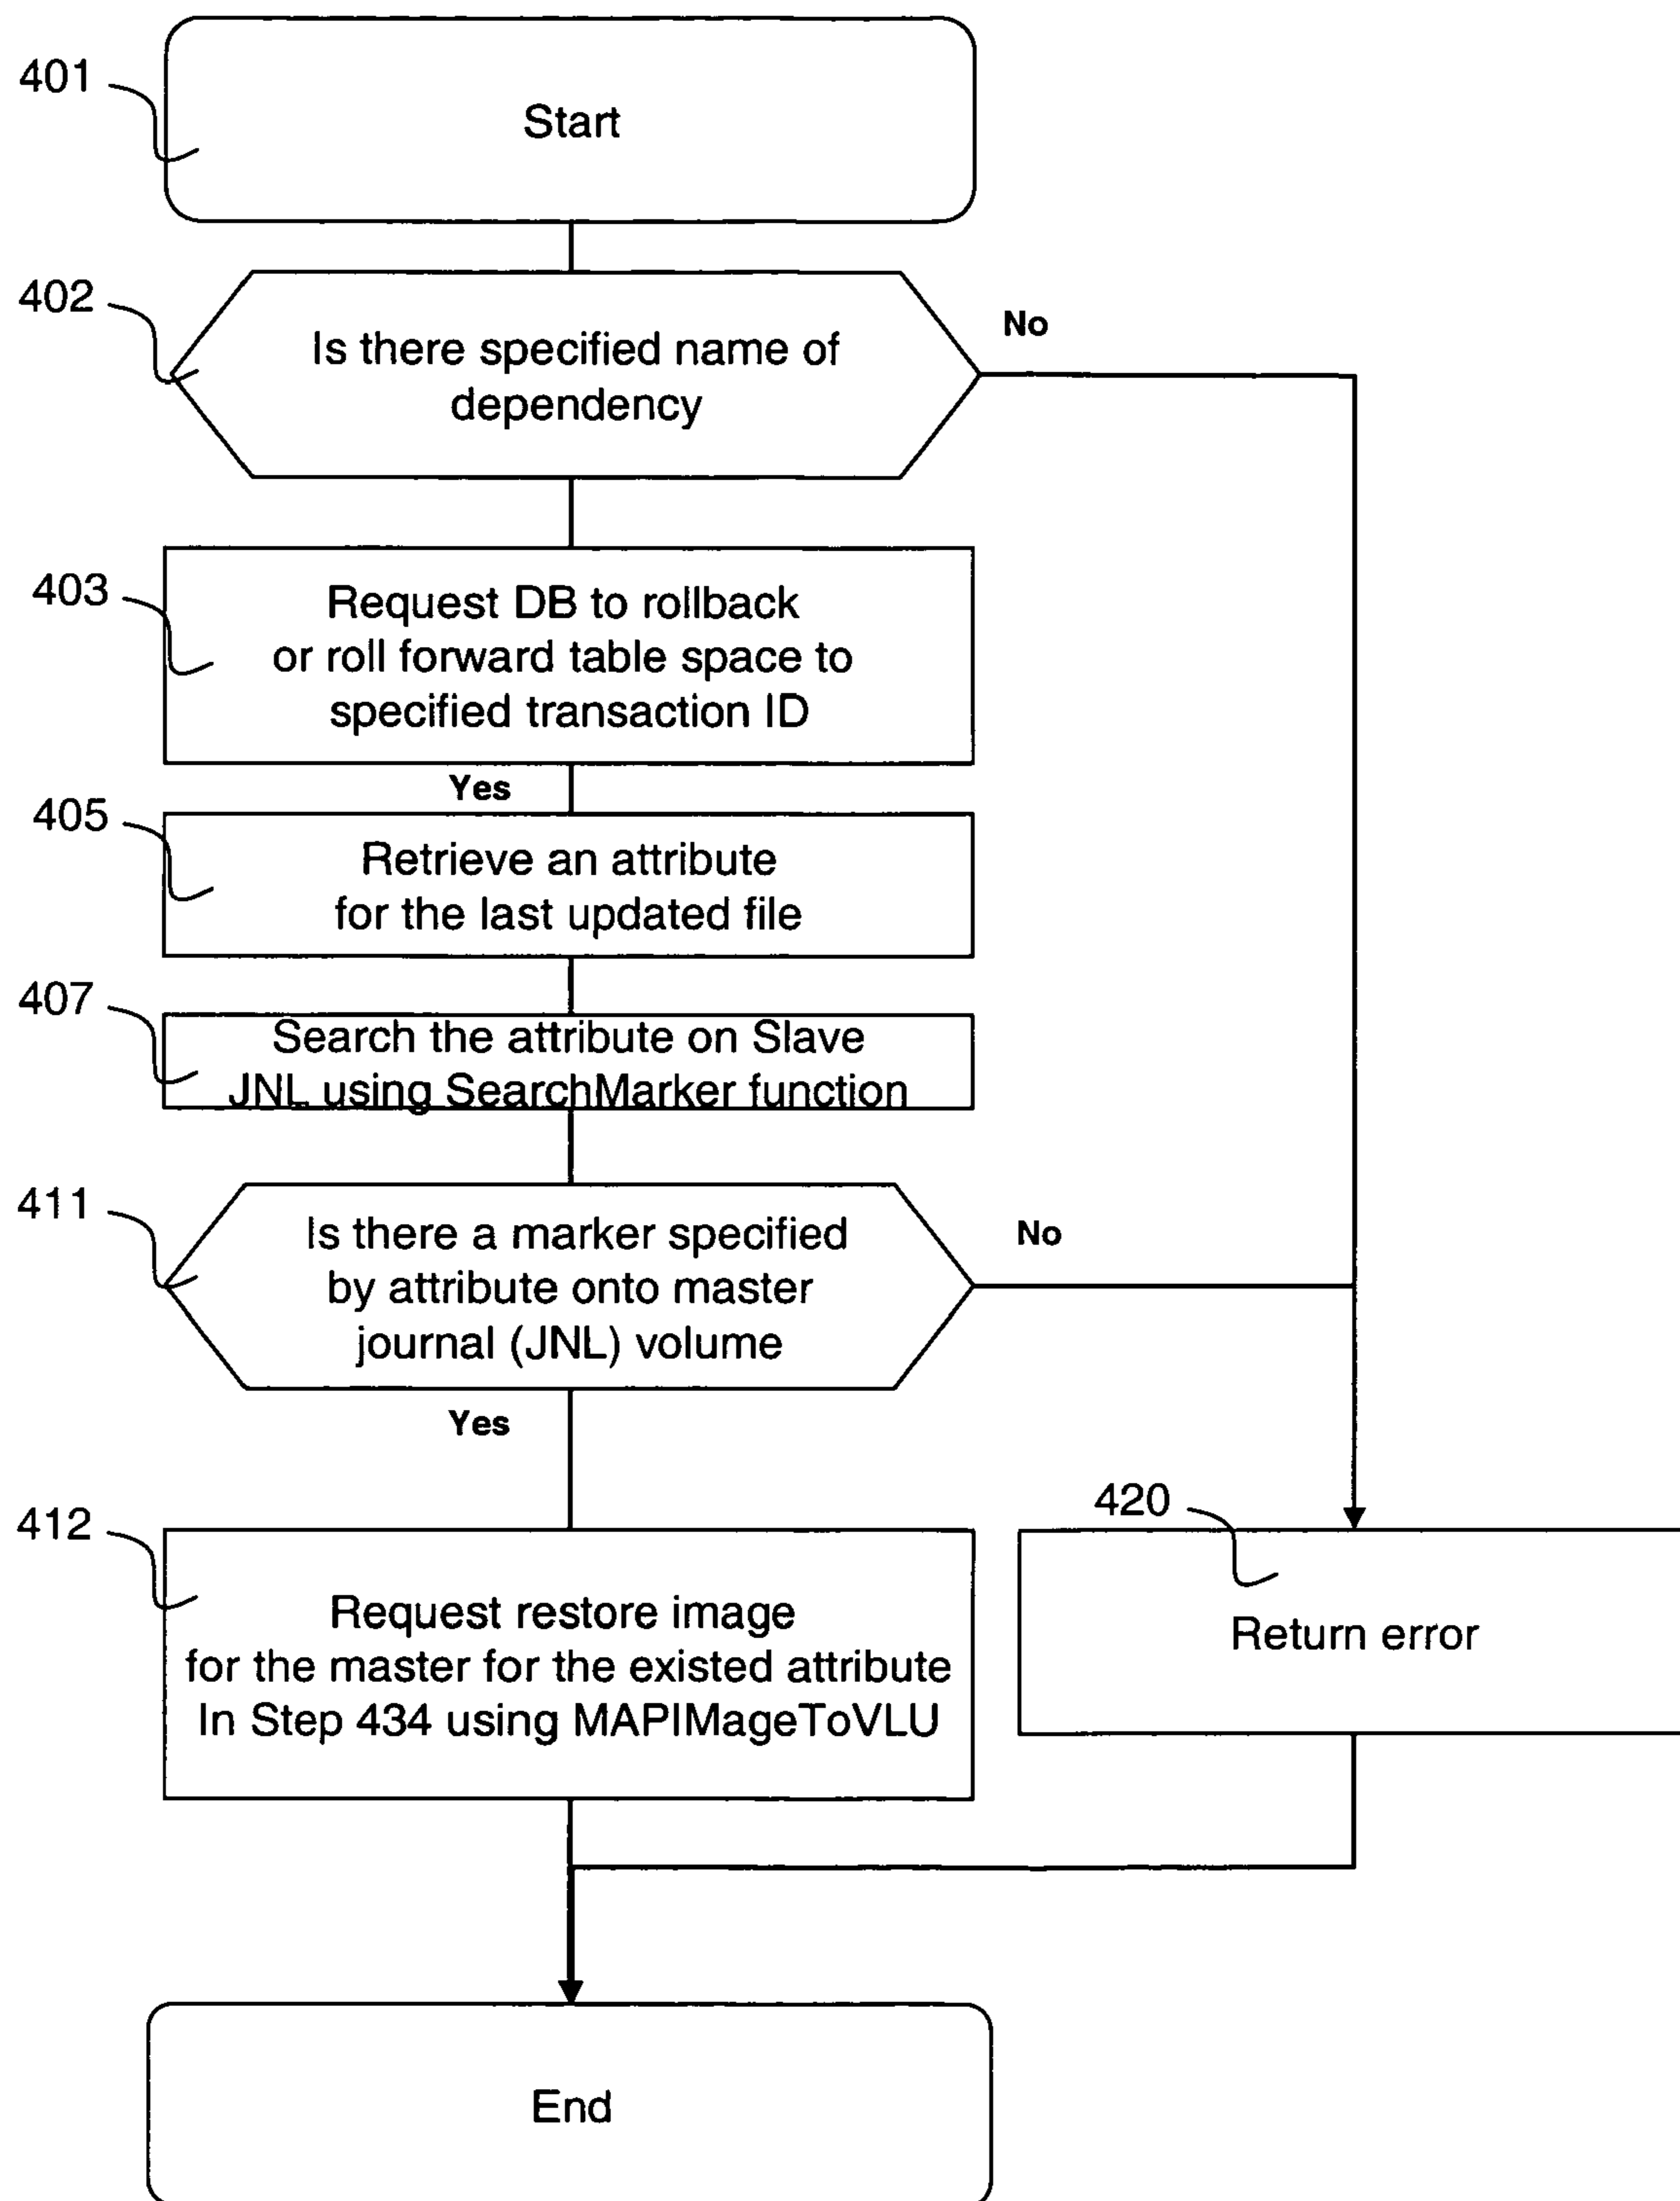 401
Start
402
Is there specified name of
dependency
No
403
Request DB to rollback
or roll forward table space to
specified transaction ID
Yes
405
Retrieve an attribute
for the last updated file
407
Search the attribute on Slave
JNL using SearchMarker function
411
Is there a marker specified
by attribute onto master
journal (JNL) volume
No
Yes
412
Request restore image
for the master for the existed attribute
In Step 434 using MAPIMageToVLU
420
Return error
End